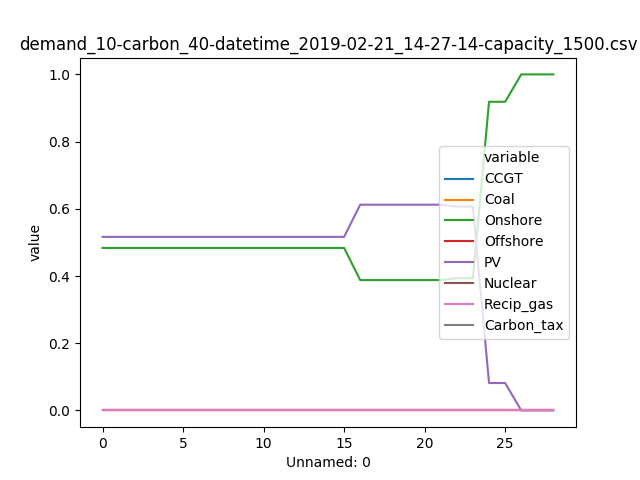 demand_10-carbon_40-datetime_2019-02-21_14-27-14-capacity_1500.csv
1.0
0.8
0.6
0.4
0.2
0.0
value
variable
CCGT
Coal
Onshore
Offshore
PV
Nuclear
Recip_gas
Carbon_tax
0 5 10 15 20 25
Unnamed: 0